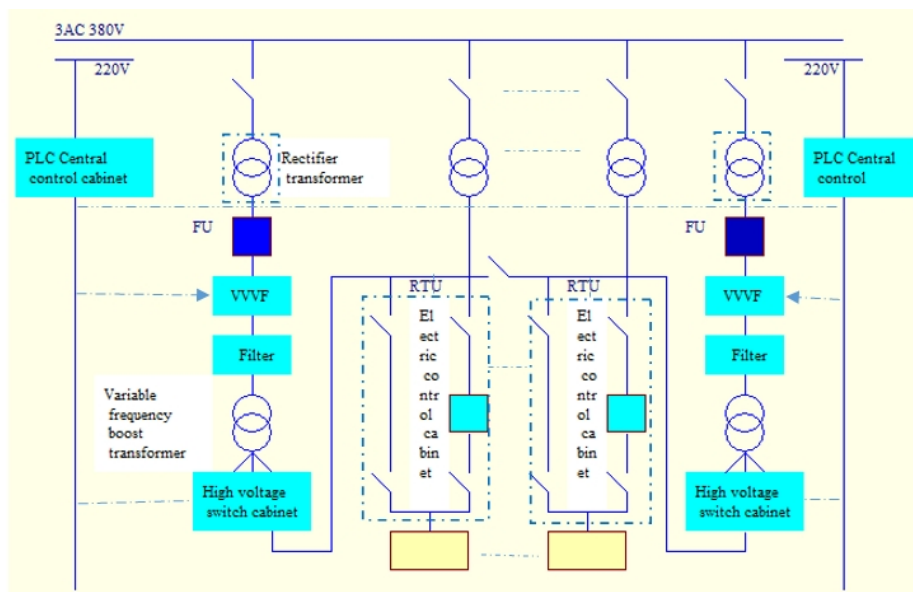 3AC 380V
220V
220V
PLC Central
control cabinet
Rectifier
transformer
PLC Central
control
FU
FU
RTU
RTU
VVVF
VVVF
El
ect
ric
co
ntr
ol
ca
bin
et
El
ect
ric
co
ntr
ol
ca
bin
et
Filter
Filter
Variable
frequency
boost
transformer
High voltage
switch cabinet
High voltage
switch cabinet